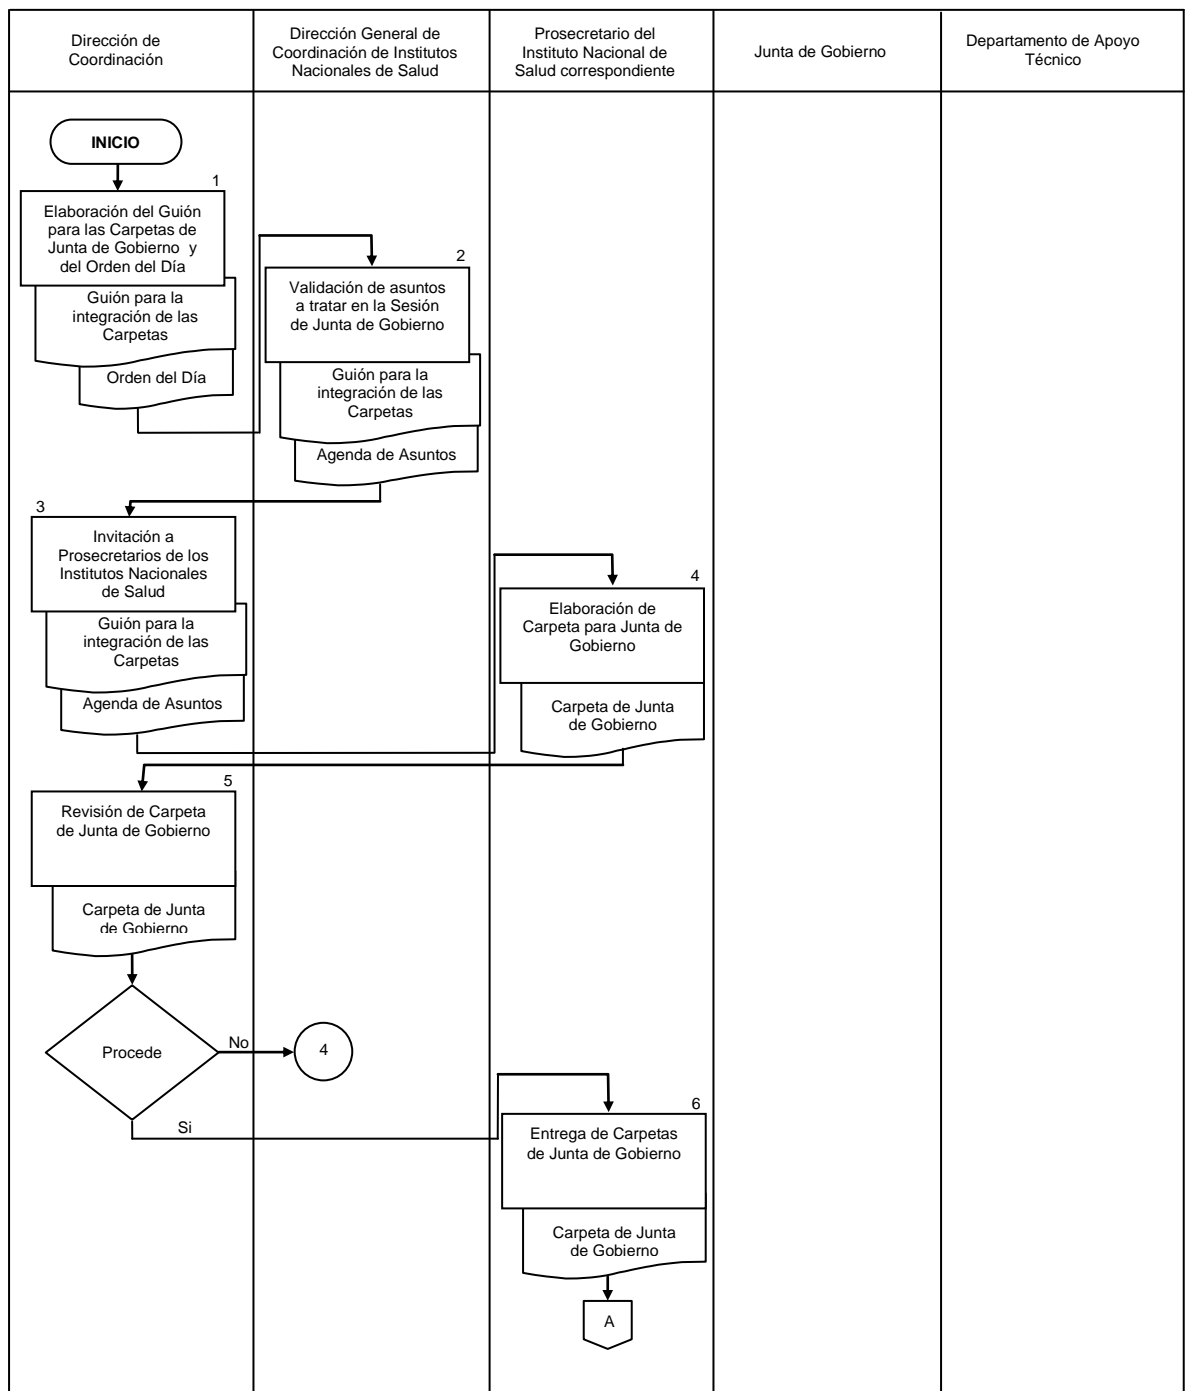 Dirección de
Coordinación
Dirección General de
Coordinación de Institutos
Nacionales de Salud
Prosecretario del
Instituto Nacional de
Salud correspondiente
Junta de Gobierno
Departamento de Apoyo
Técnico
INICIO
1
Elaboración del Guión
para las Carpetas de
Junta de Gobierno y
del Orden del Día
Guión para la
integración de las
Carpetas
Orden del Día
2
Validación de asuntos
a tratar en la Sesión
de Junta de Gobierno
Guión para la
integración de las
Carpetas
Agenda de Asuntos
3
Invitación a
Prosecretarios de los
Institutos Nacionales
de Salud
Guión para la
integración de las
Carpetas
Agenda de Asuntos
4
Elaboración de
Carpeta para Junta de
Gobierno
Carpeta de Junta
de Gobierno
5
Revisión de Carpeta
de Junta de Gobierno
Carpeta de Junta
de Gobierno
Procede
No
4
Si
6
Entrega de Carpetas
de Junta de Gobierno
Carpeta de Junta
de Gobierno
A